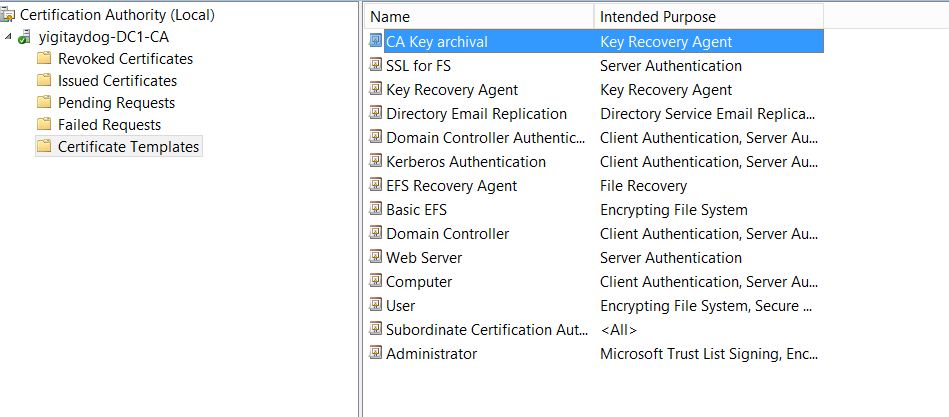 Certification Authority (Local)
yigitaydog-DC1-CA
Revoked Certificates
Issued Certificates
Pending Requests
Failed Requests
Certificate Templates
Name Intended Purpose
CA Key archival Key Recovery Agent
SSL for FS Server Authentication
Key Recovery Agent Key Recovery Agent
Directory Email Replication Directory Service Email Replica...
Domain Controller Authentic... Client Authentication, Server Au...
Kerberos Authentication Client Authentication, Server Au...
EFS Recovery Agent File Recovery
Basic EFS Encrypting File System
Domain Controller Client Authentication, Server Au...
Web Server Server Authentication
Computer Client Authentication, Server Au...
User Encrypting File System, Secure ...
Subordinate Certification Aut... <All>
Administrator Microsoft Trust List Signing, Enc...